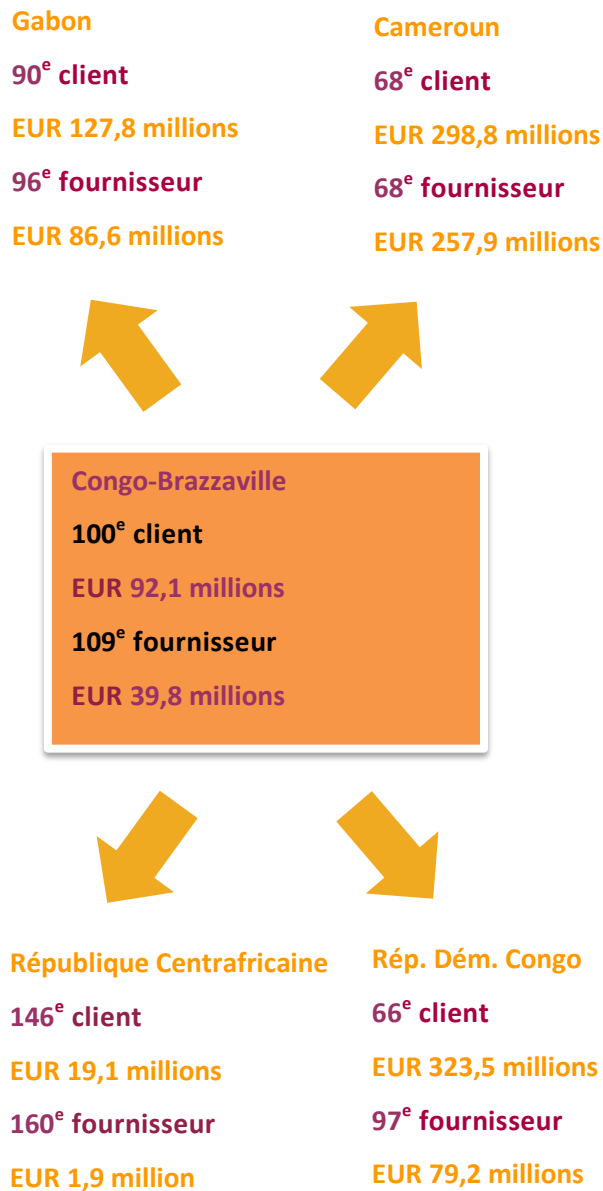 Gabon
90e client
EUR 127,8 millions
96e fournisseur
EUR 86,6 millions
Cameroun
68e client
EUR 298,8 millions
68e fournisseur
EUR 257,9 millions
Congo-Brazzaville
100e client
EUR 92,1 millions
109e fournisseur
EUR 39,8 millions
République Centrafricaine
146e client
EUR 19,1 millions
160e fournisseur
EUR 1,9 million
Rép. Dém. Congo
66e client
EUR 323,5 millions
97e fournisseur
EUR 79,2 millions